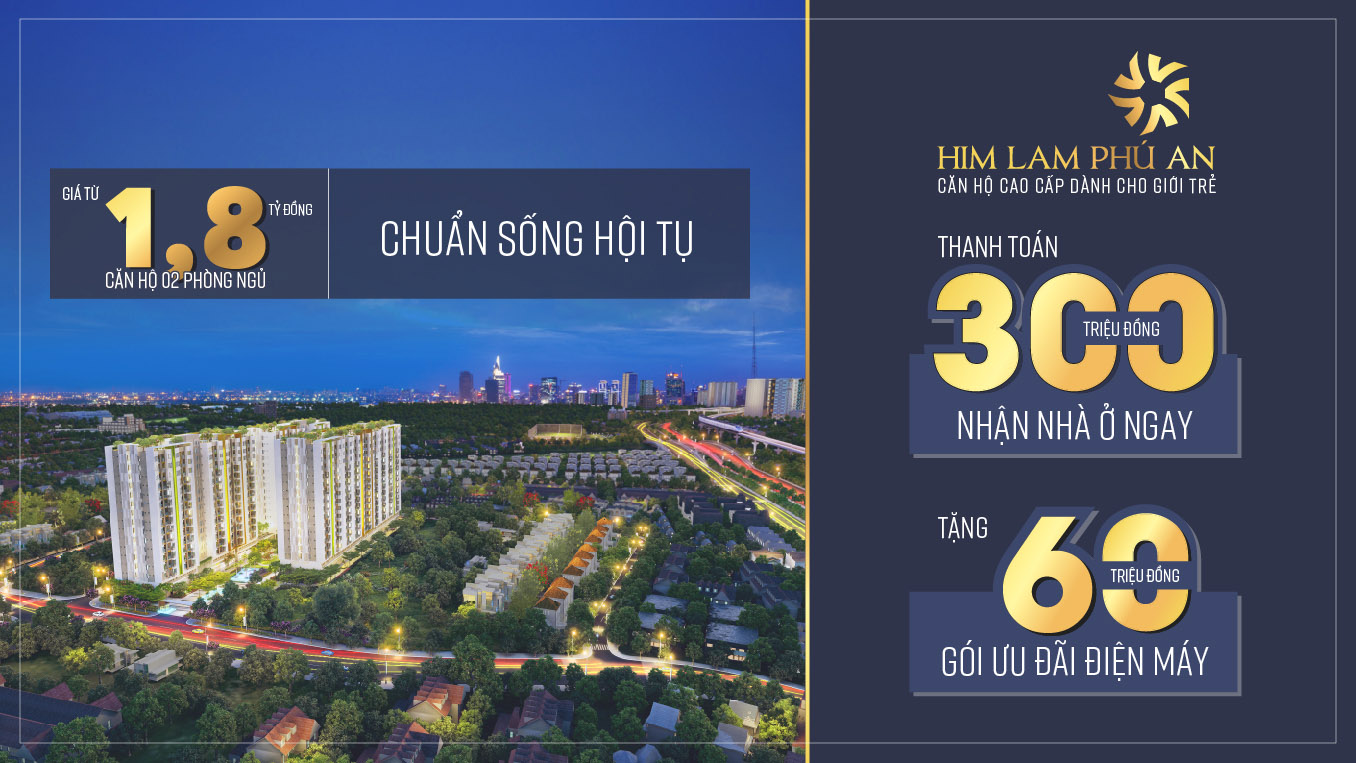 GIÁ TỪ
1,8
TỶ ĐỒNG
CĂN HỘ 02 PHÒNG NGỦ
CHUẨN SỐNG HỘI TỤ
HIM LAM PHÚ AN
CĂN HỘ CAO CẤP DÀNH CHO GIỚI TRẺ
THANH TOÁN
300
TRIỆU ĐỒNG
NHẬN NHÀ Ở NGAY
TẶNG
60
TRIỆU ĐỒNG
GÓI ƯU ĐÃI ĐIỆN MÁY